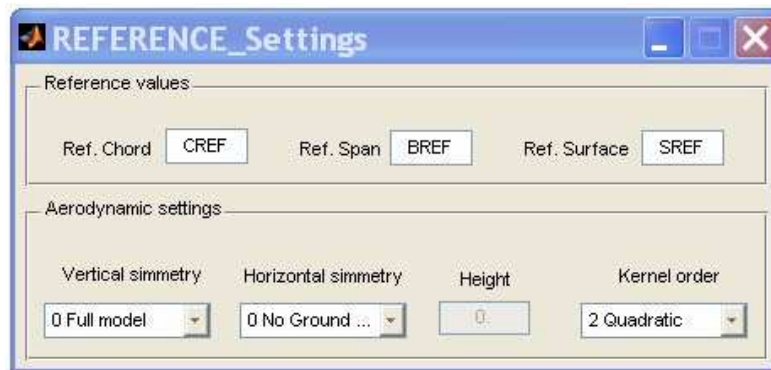 REFERENCE_Settings
Reference values
Ref. Chord CREF Ref. Span BREF Ref. Surface SREF
Aerodynamic settings
Vertical simmetry Horizontal simmetry Height Kernel order
0 Full model 0 No Ground ... 0 2 Quadratic